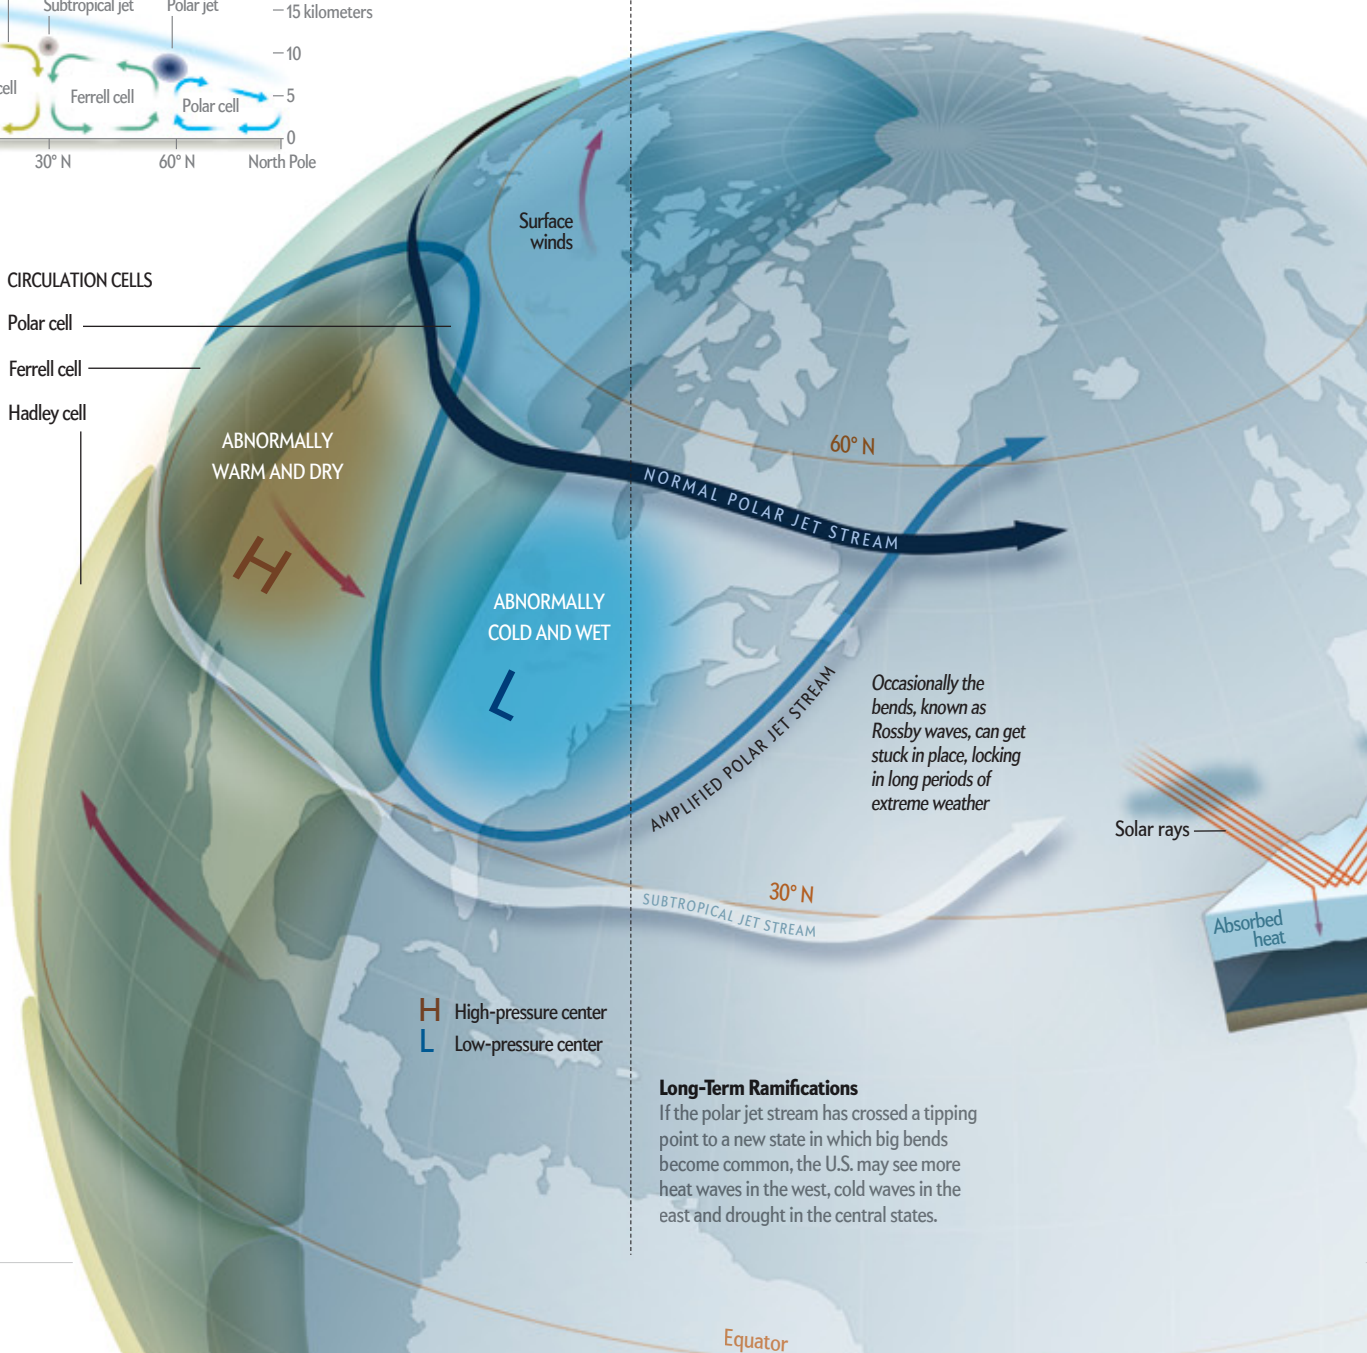 Subtropical jet
Polar jet
15 kilometers
10
5
0
cell
Ferrell cell
Polar cell
30° N
60° N
North Pole
CIRCULATION CELLS
Polar cell
Ferrell cell
Hadley cell
Surface
winds
ABNORMALLY
WARM AND DRY
H
60° N
NORMAL POLAR JET STREAM
ABNORMALLY
COLD AND WET
L
AMPLIFIED POLAR JET STREAM
Occasionally the
bends, known as
Rossby waves, can get
stuck in place, locking
in long periods of
extreme weather
Solar rays
Absorbed
heat
30° N
SUBTROPICAL JET STREAM
H High-pressure center
L Low-pressure center
Long-Term Ramifications
If the polar jet stream has crossed a tipping
point to a new state in which big bends
become common, the U.S. may see more
heat waves in the west, cold waves in the
east and drought in the central states.
Equator